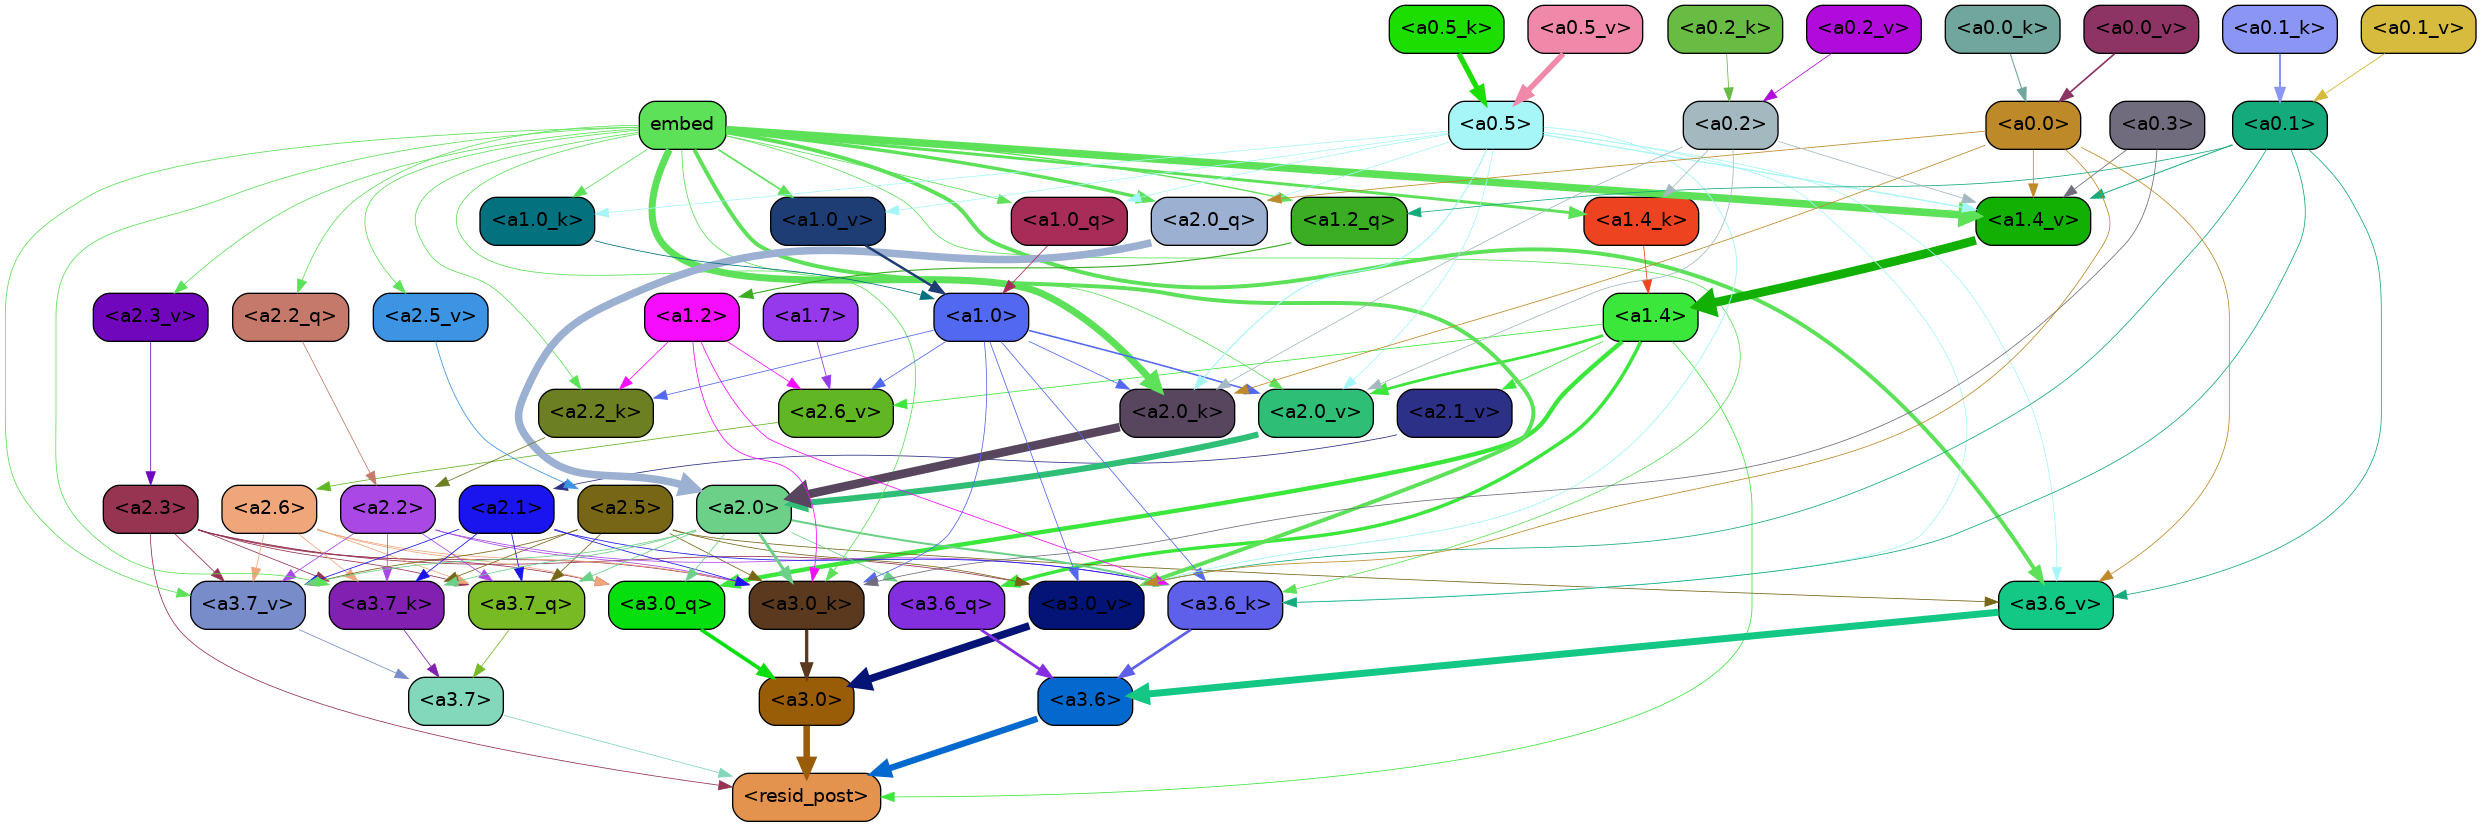 <a0.5_k> <a0.5_v> <a0.2_k> <a0.2_v> <a0.0_k> <a0.0_v> <a0.1_k> <a0.1_v>
embed <a0.5> <a0.2> <a0.0> <a0.3> <a0.1>
<a1.0_k> <a1.0_v> <a1.0_q> <a2.0_q> <a1.2_q> <a1.4_k> <a1.4_v>
<a2.3_v> <a2.2_q> <a2.5_v> <a1.2> <a1.7> <a1.0> <a1.4>
<a2.2_k> <a2.6_v> <a2.0_k> <a2.0_v> <a2.1_v>
<a2.3> <a2.6> <a2.2> <a2.1> <a2.5> <a2.0>
<a3.7_v> <a3.7_k> <a3.7_q> <a3.0_q> <a3.0_k> <a3.6_q> <a3.0_v> <a3.6_k> <a3.6_v>
<a3.7> <a3.0> <a3.6>
<resid_post>